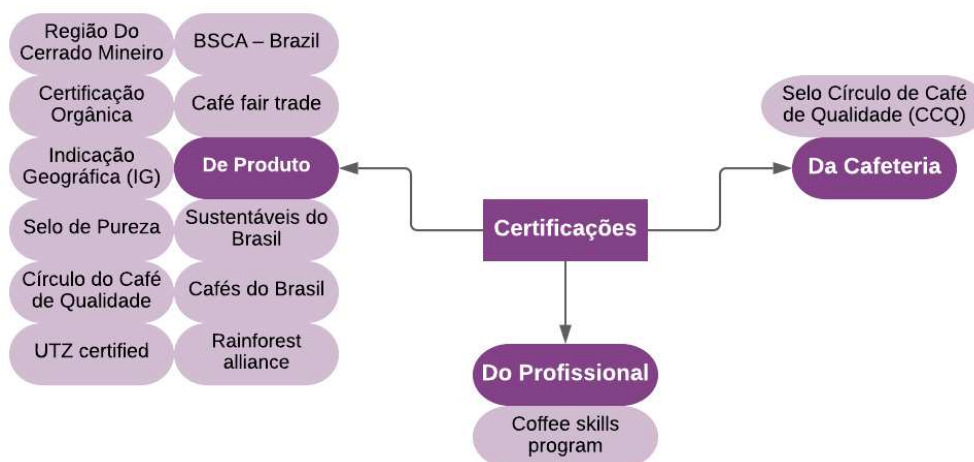 Região Do
Cerrado Mineiro
BSCA – Brazil
Certificação
Orgânica
Café fair trade
Indicação
Geográfica (IG)
De Produto
Selo de Pureza
Sustentáveis do
Brasil
Círculo do Café
de Qualidade
Cafés do Brasil
UTZ certified
Rainforest
alliance
Certificações
Selo Círculo de Café
de Qualidade (CCQ)
Da Cafeteria
Do Profissional
Coffee skills
program